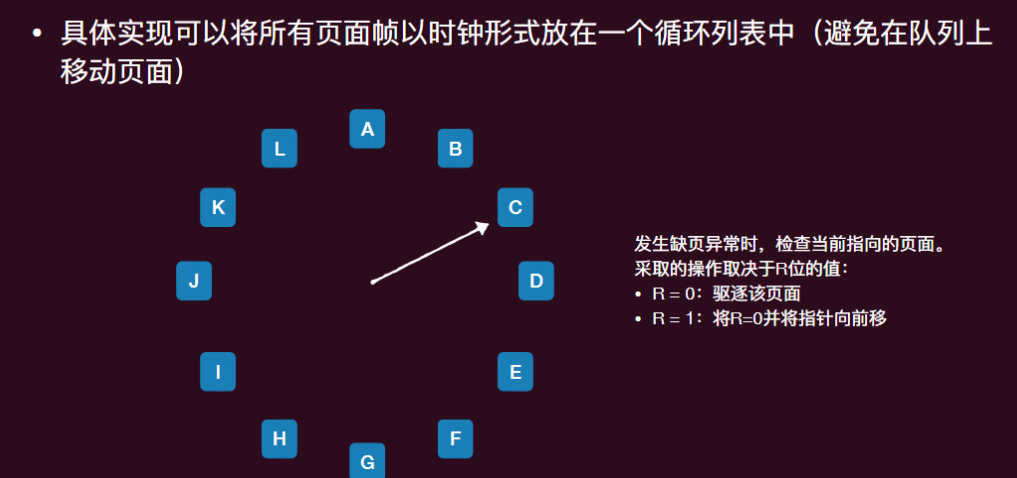 • 具体实现可以将所有页面帧以时钟形式放在一个循环列表中（避免在队列上
移动页面）
A
L
B
K
C
J
D
I
E
H
F
G
发生缺页异常时，检查当前指向的页面。
采取的操作取决于R位的值：
• R = 0：驱逐该页面
• R = 1：将R=0并将指针向前移